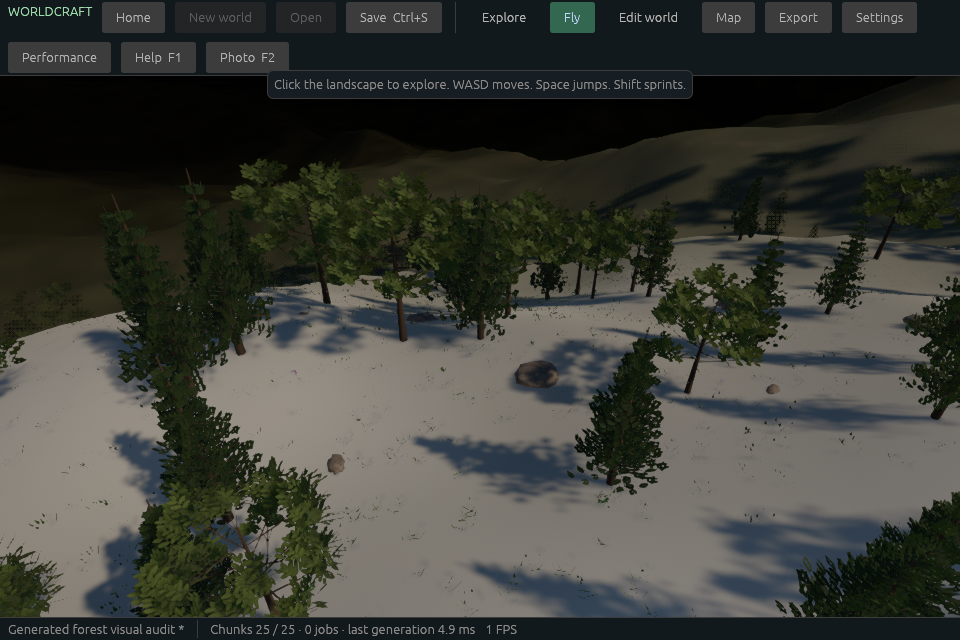 WORLDCRAFT Home New world Open Save Ctrl+S Explore Fly Edit world Map Export Settings
Performance Help F1 Photo F2
Click the landscape to explore. WASD moves. Space jumps. Shift sprints.
Generated forest visual audit * Chunks 25 / 25 · 0 jobs · last generation 4.9 ms 1 FPS